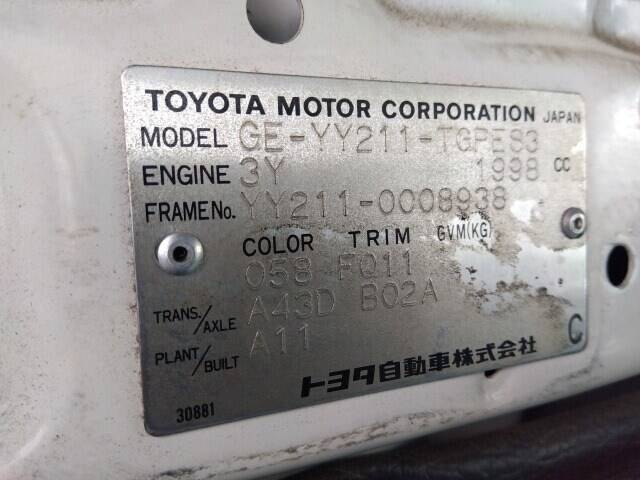 TOYOTA MOTOR CORPORATION JAPAN
MODEL GE-YY211-TGPES3
ENGINE 3Y 1998 CC
FRAME No. YY211-0008938
COLOR TRIM GVM(KG)
058 FQ11
TRANS./AXLE A43D B02A
PLANT/BUILT A11
C
トヨタ自動車株式会社
30881